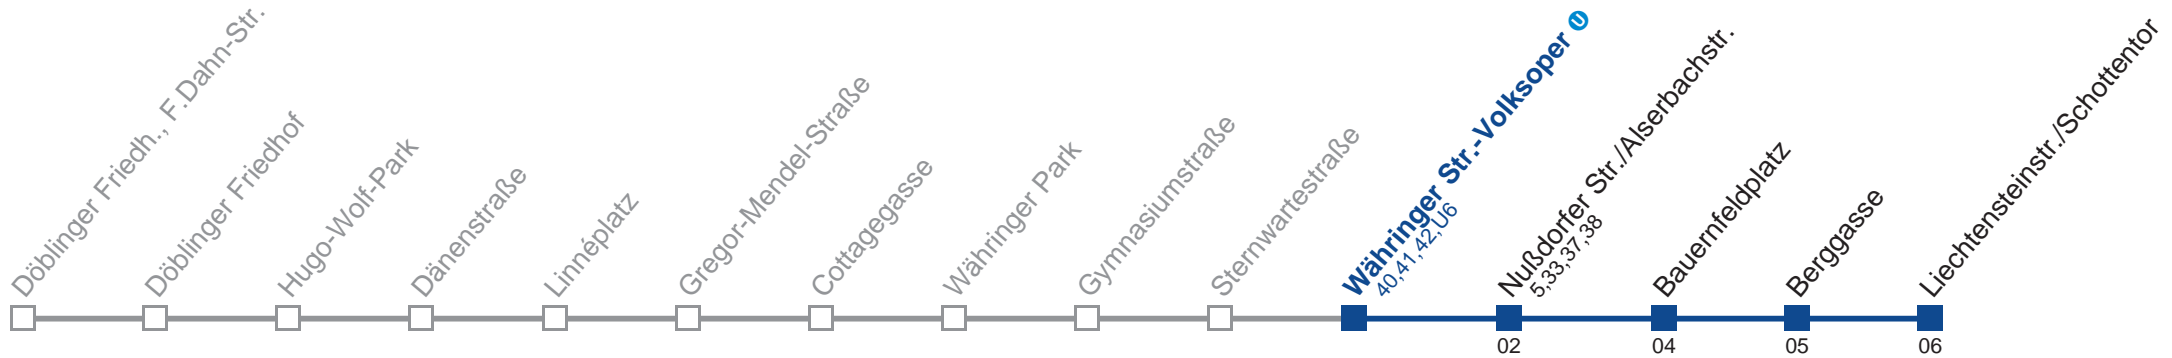 Döblinger Friedh., F.Dahn-Str.
Döblinger Friedhof
Hugo-Wolf-Park
Dänenstraße
Linnéplatz
Gregor-Mendel-Straße
Cottagegasse
Währinger Park
Gymnasiumstraße
Sternwartestraße
Währinger Str.-Volksoper U
40,41,42,U6
Nußdorfer Str./Alserbachstr.
5,33,37,38
Bauernfeldplatz
Berggasse
Liechtensteinstr./Schottentor
02
04
05
06